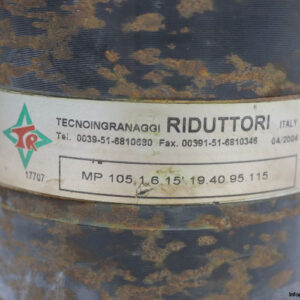 TECNOINGRANAGGI RIDUTTORI ITALY
Tel. 0039-51-6810630 Fax. 00391-51-6810346 04/2004
TR
17707
MP 105 1 6 15' 19.40.95.115